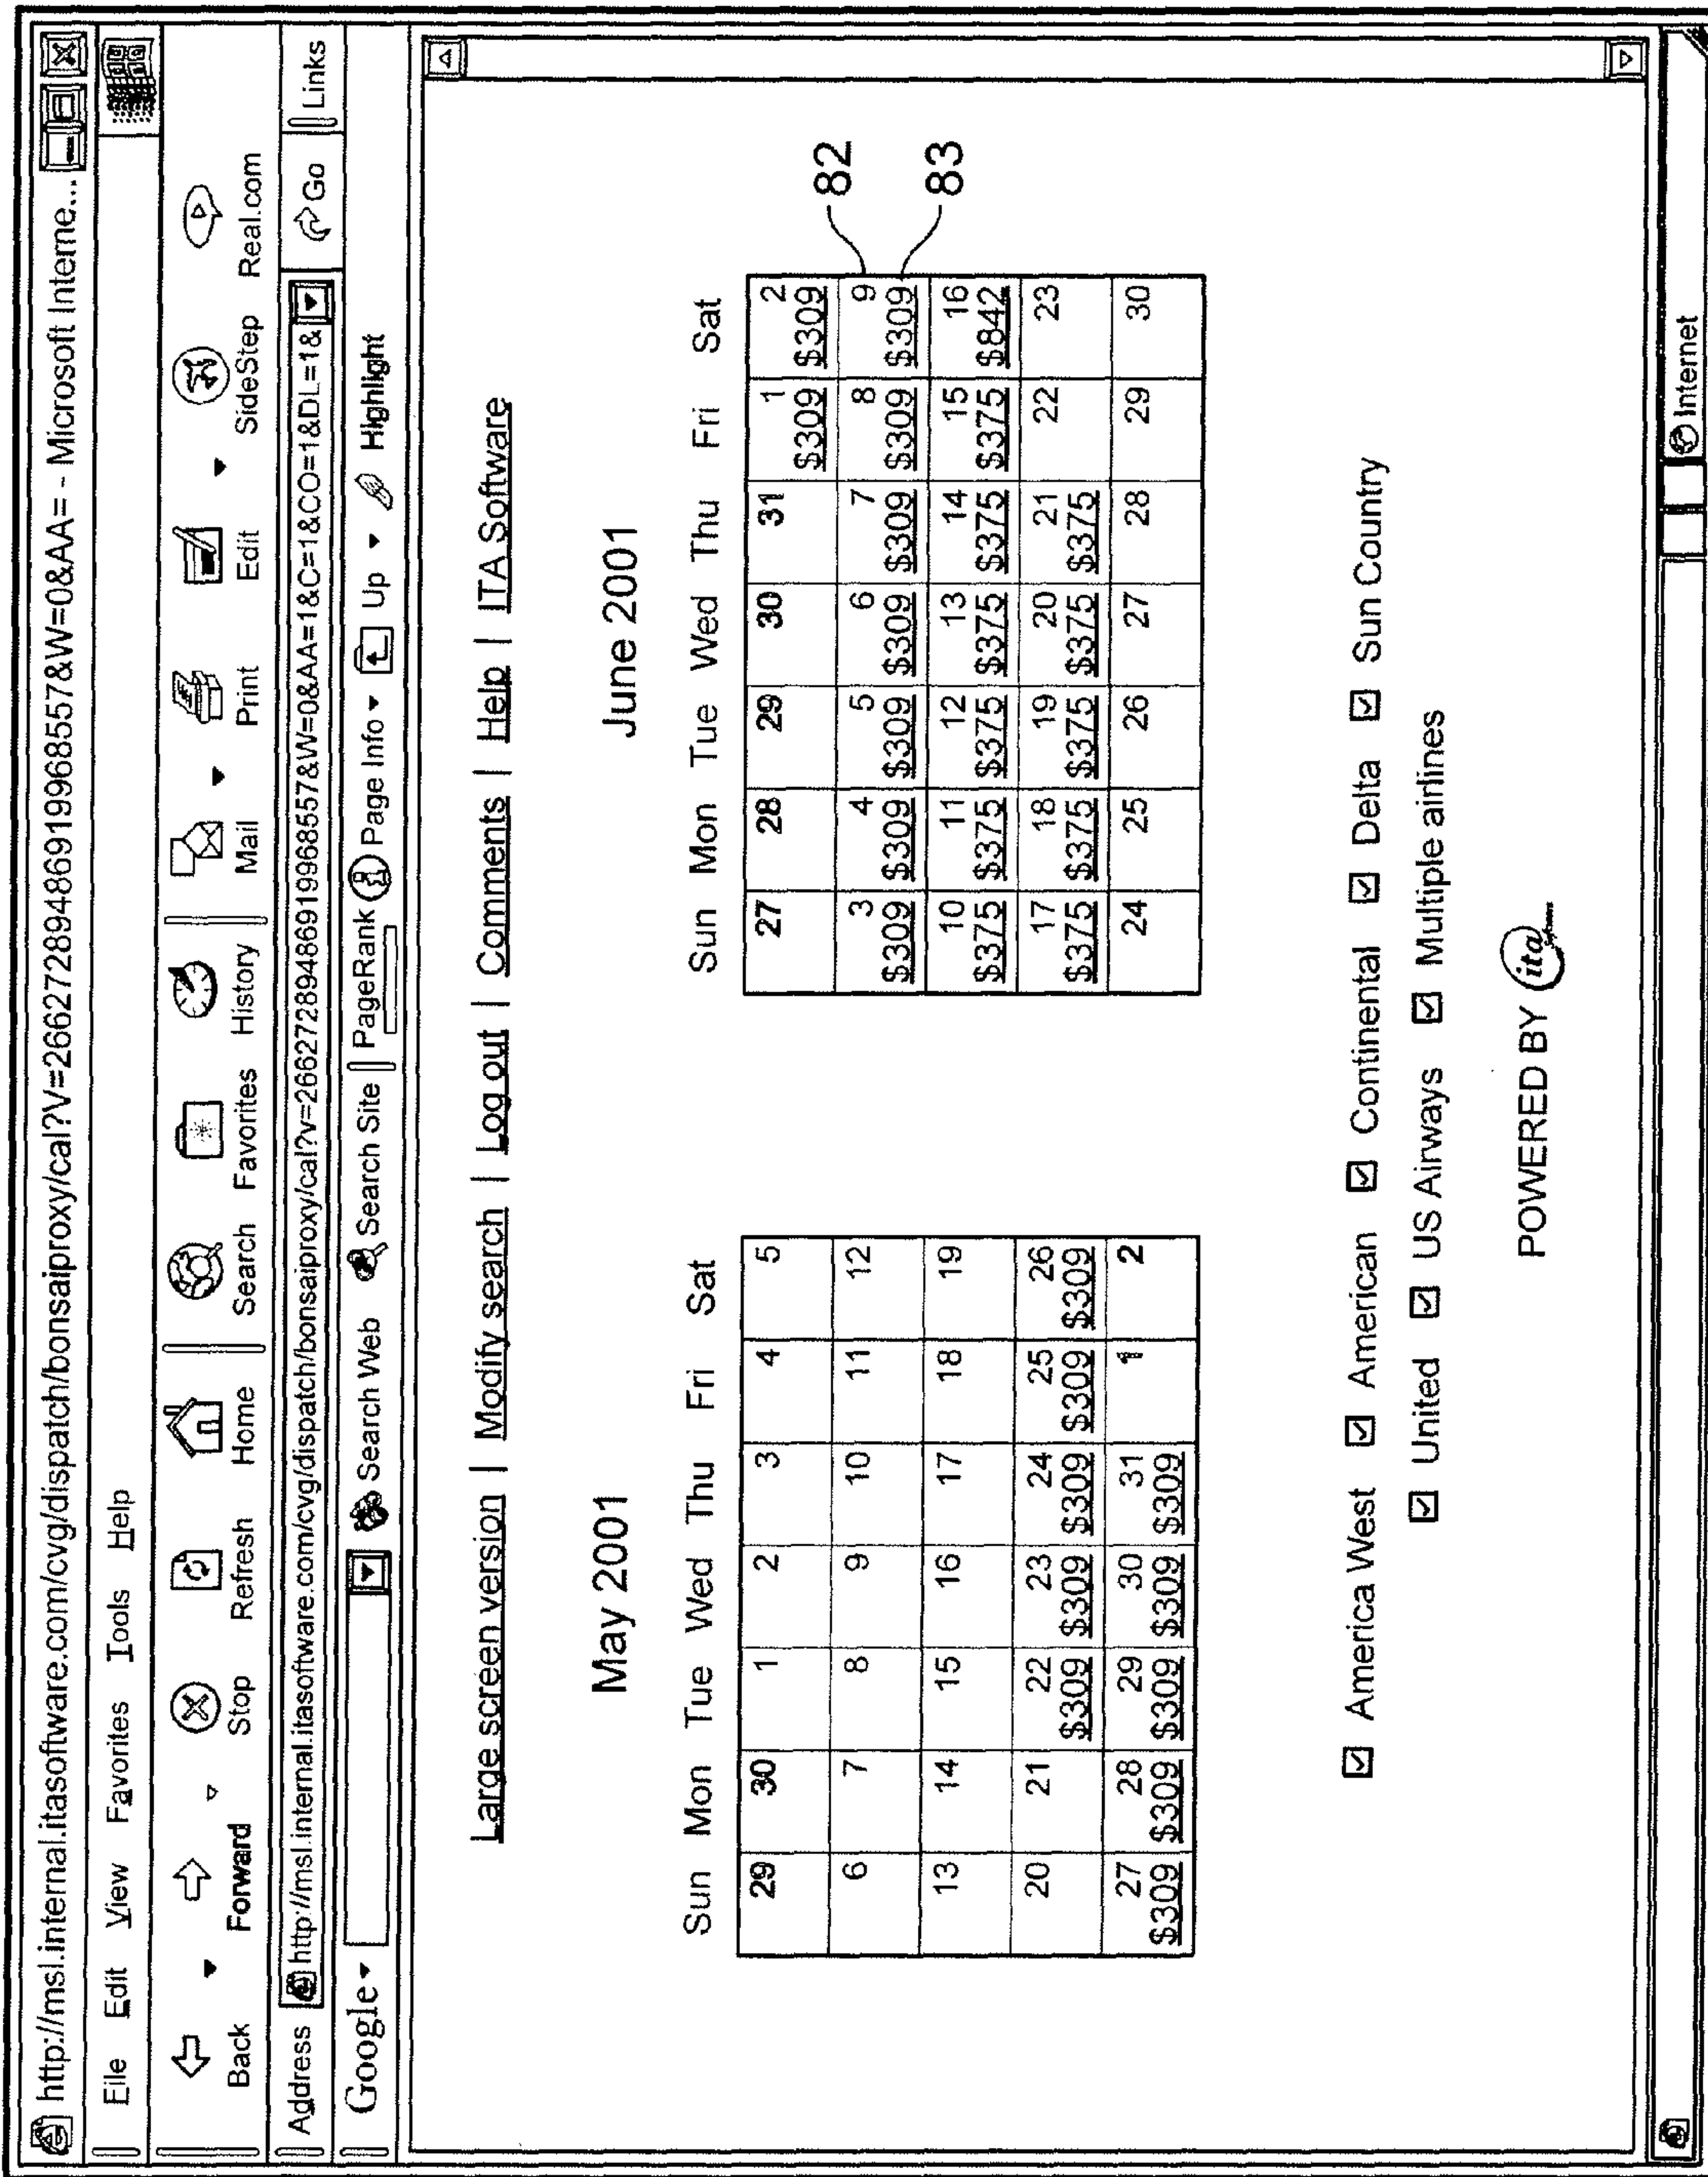 http://msl.internal.itasoftware.com/cvg/dispatch/bonsaiproxy/cal?V=26627289486919968557&W=0&AA= - Microsoft Interne...
File Edit View Favorites Tools Help
Back Forward Stop Refresh Home Search Favorites History Mail Print Edit SideStep Real.com
Address http://msl.internal.itasoftware.com/cvg/dispatch/bonsaiproxy/cal?v=26627289486919968557&W=0&AA=1&C=1&CO=1&DL=1& Go Links
Google Search Web Search Site PageRank Page Info Up Highlight
Large screen version | Modify search | Log out | Comments | Help | ITA Software
May 2001
Sun Mon Tue Wed Thu Fri Sat
29 30 1 2 3 4 5
6 7 8 9 10 11 12
13 14 15 16 17 18 19
20 21 22 23 24 25 26
$309 $309 $309 $309 $309
27 28 29 30 31 1 2
$309 $309 $309 $309 $309
June 2001
Sun Mon Tue Wed Thu Fri Sat
27 28 29 30 31 1 2
$309 $309
3 4 5 6 7 8 9
$309 $309 $309 $309 $309 $309 $309
10 11 12 13 14 15 16
$375 $375 $375 $375 $375 $375 $842
17 18 19 20 21 22 23
$375 $375 $375 $375 $375
24 25 26 27 28 29 30
82
83
America West American Continental Delta Sun Country
United US Airways Multiple airlines
POWERED BY ita Software
Internet